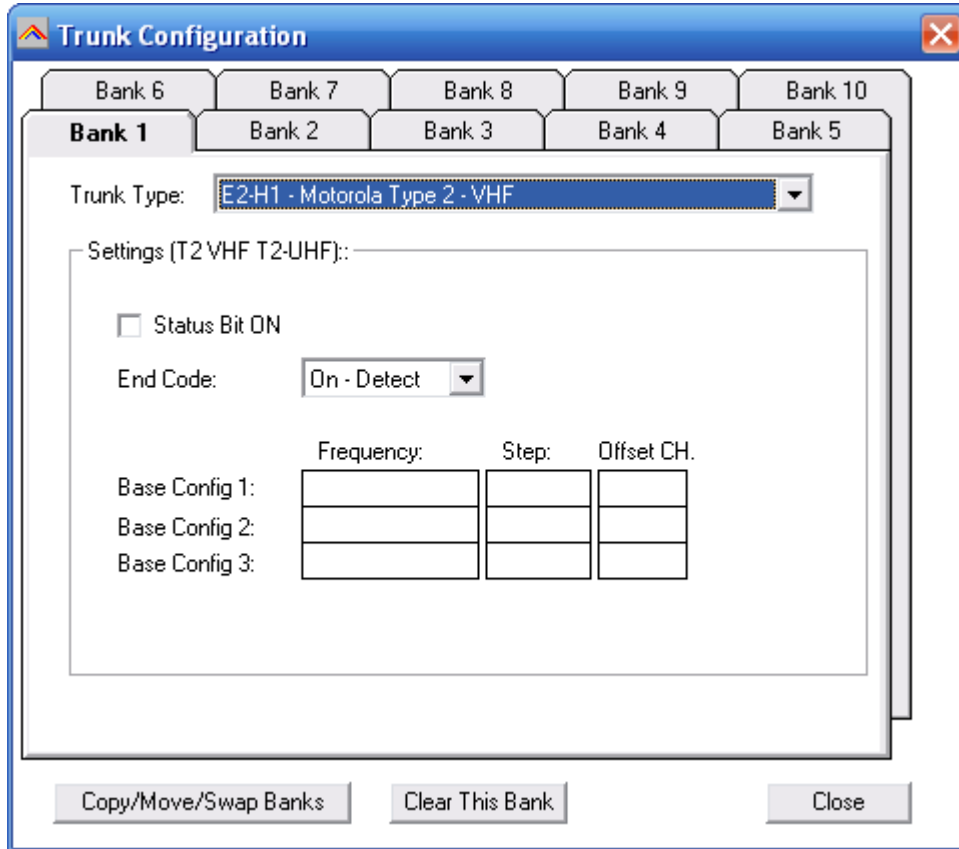 Trunk Configuration
Bank 6 Bank 7 Bank 8 Bank 9 Bank 10
Bank 1 Bank 2 Bank 3 Bank 4 Bank 5
Trunk Type: E2-H1 - Motorola Type 2 - VHF
Settings (T2 VHF T2-UHF)::
Status Bit ON
End Code: On - Detect
Frequency: Step: Offset CH.
Base Config 1:
Base Config 2:
Base Config 3:
Copy/Move/Swap Banks Clear This Bank Close